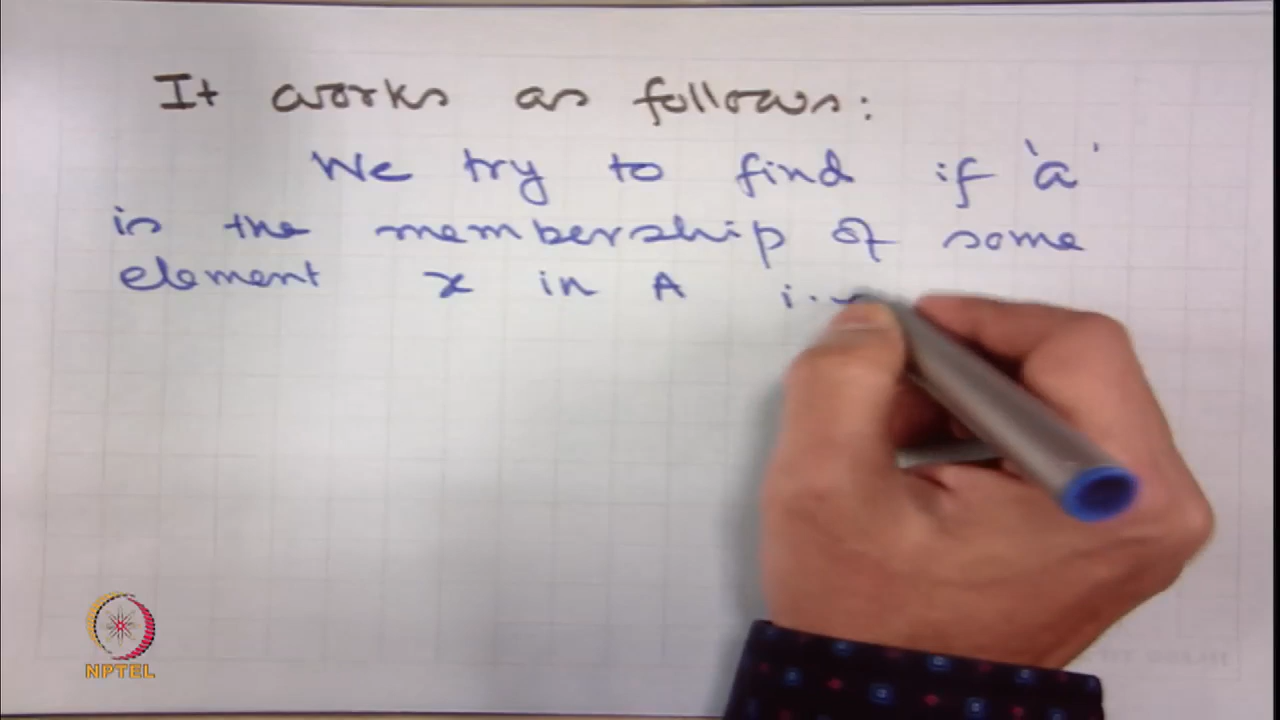 It works as follows:
We try to find if 'a'
is the membership of some
element x in A
NPTEL